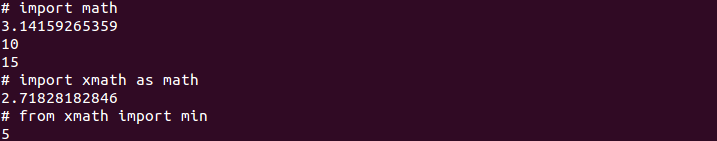 # import math
3.14159265359
10
15
# import xmath as math
2.71828182846
# from xmath import min
5